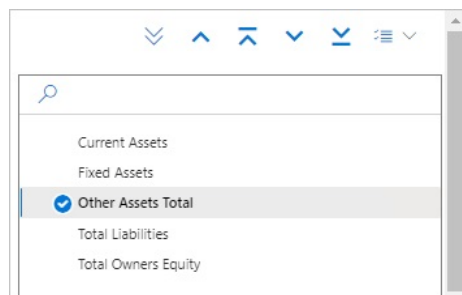 Current Assets
Fixed Assets
Other Assets Total
Total Liabilities
Total Owners Equity